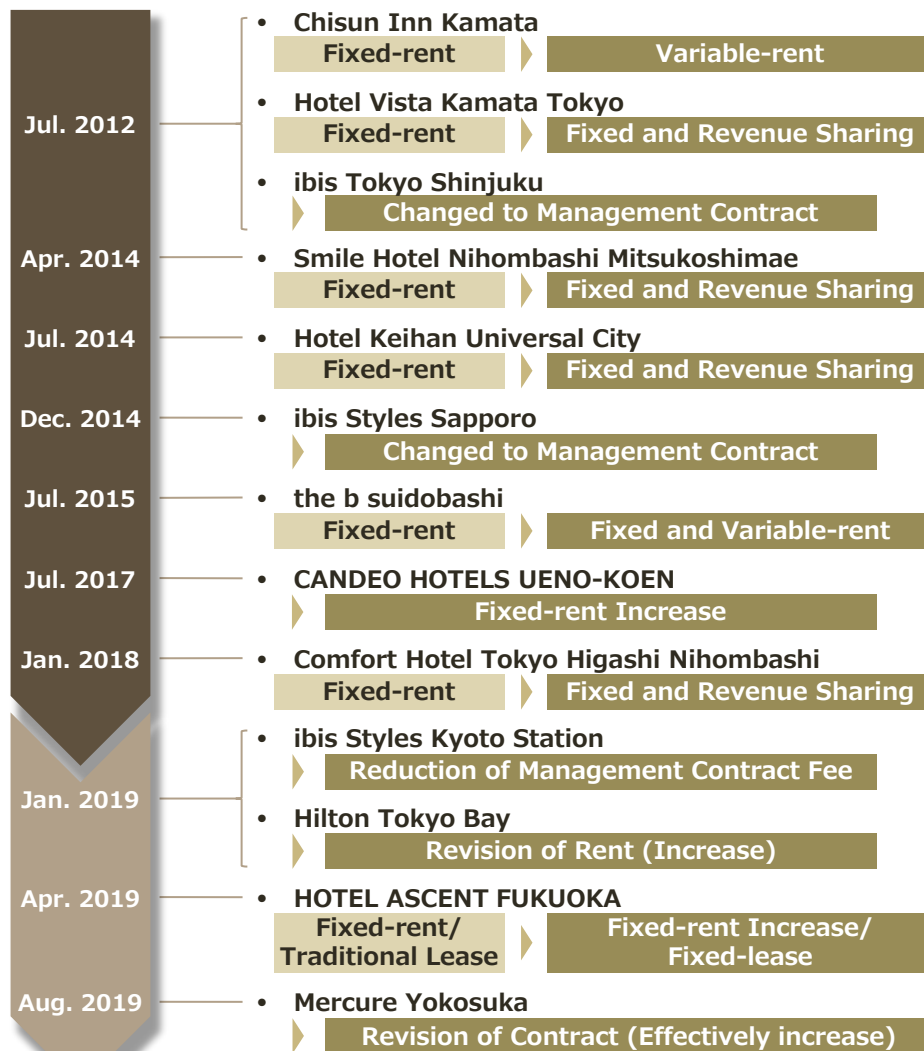 Jul. 2012
• Chisun Inn Kamata
Fixed-rent Variable-rent
• Hotel Vista Kamata Tokyo
Fixed-rent Fixed and Revenue Sharing
• ibis Tokyo Shinjuku
Changed to Management Contract
Apr. 2014
• Smile Hotel Nihombashi Mitsukoshimae
Fixed-rent Fixed and Revenue Sharing
Jul. 2014
• Hotel Keihan Universal City
Fixed-rent Fixed and Revenue Sharing
Dec. 2014
• ibis Styles Sapporo
Changed to Management Contract
Jul. 2015
• the b suidobashi
Fixed-rent Fixed and Variable-rent
Jul. 2017
• CANDEO HOTELS UENO-KOEN
Fixed-rent Increase
Jan. 2018
• Comfort Hotel Tokyo Higashi Nihombashi
Fixed-rent Fixed and Revenue Sharing
Jan. 2019
• ibis Styles Kyoto Station
Reduction of Management Contract Fee
• Hilton Tokyo Bay
Revision of Rent (Increase)
Apr. 2019
• HOTEL ASCENT FUKUOKA
Fixed-rent/
Traditional Lease
Fixed-rent Increase/
Fixed-lease
Aug. 2019
• Mercure Yokosuka
Revision of Contract (Effectively increase)